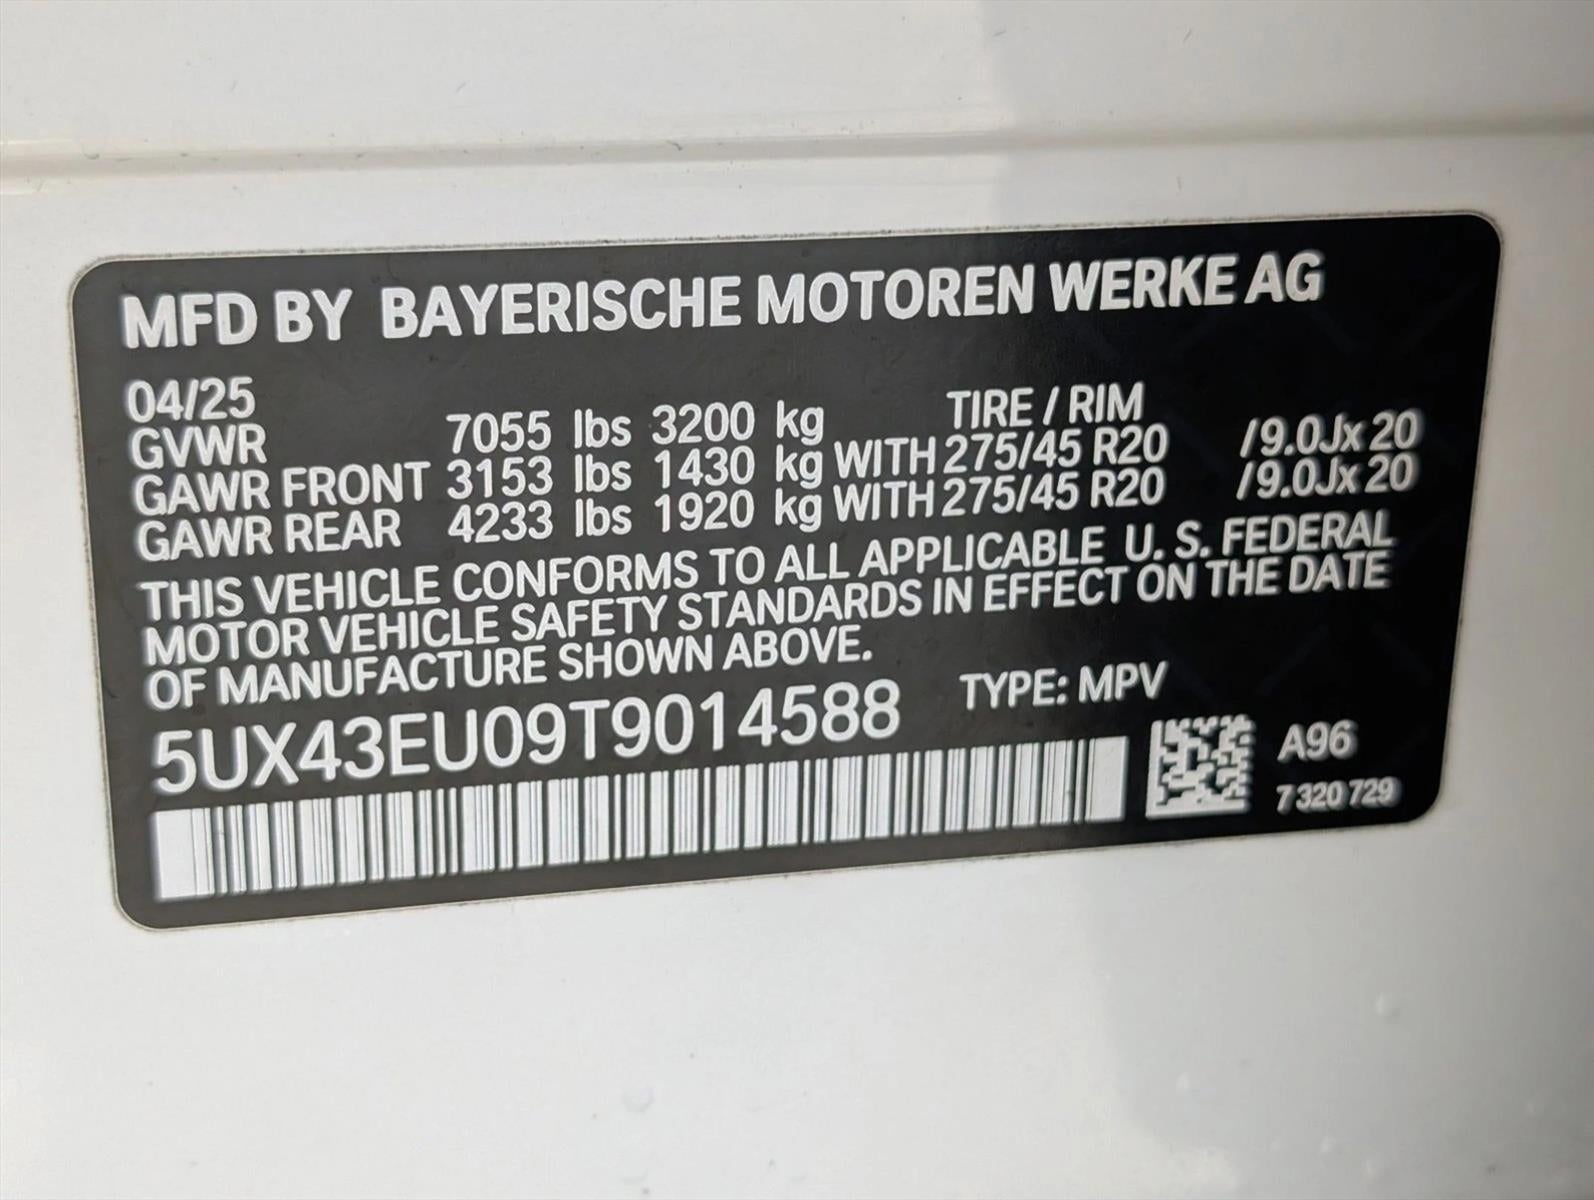 MFD BY BAYERISCHE MOTOREN WERKE AG
04/25 TIRE / RIM
GVWR 7055 lbs 3200 kg
GAWR FRONT 3153 lbs 1430 kg WITH 275/45 R20 /9.0Jx20
GAWR REAR 4233 lbs 1920 kg WITH 275/45 R20 /9.0Jx20
THIS VEHICLE CONFORMS TO ALL APPLICABLE U. S. FEDERAL
MOTOR VEHICLE SAFETY STANDARDS IN EFFECT ON THE DATE
OF MANUFACTURE SHOWN ABOVE.
5UX43EU09T9014588 TYPE: MPV
A96
7 320 729